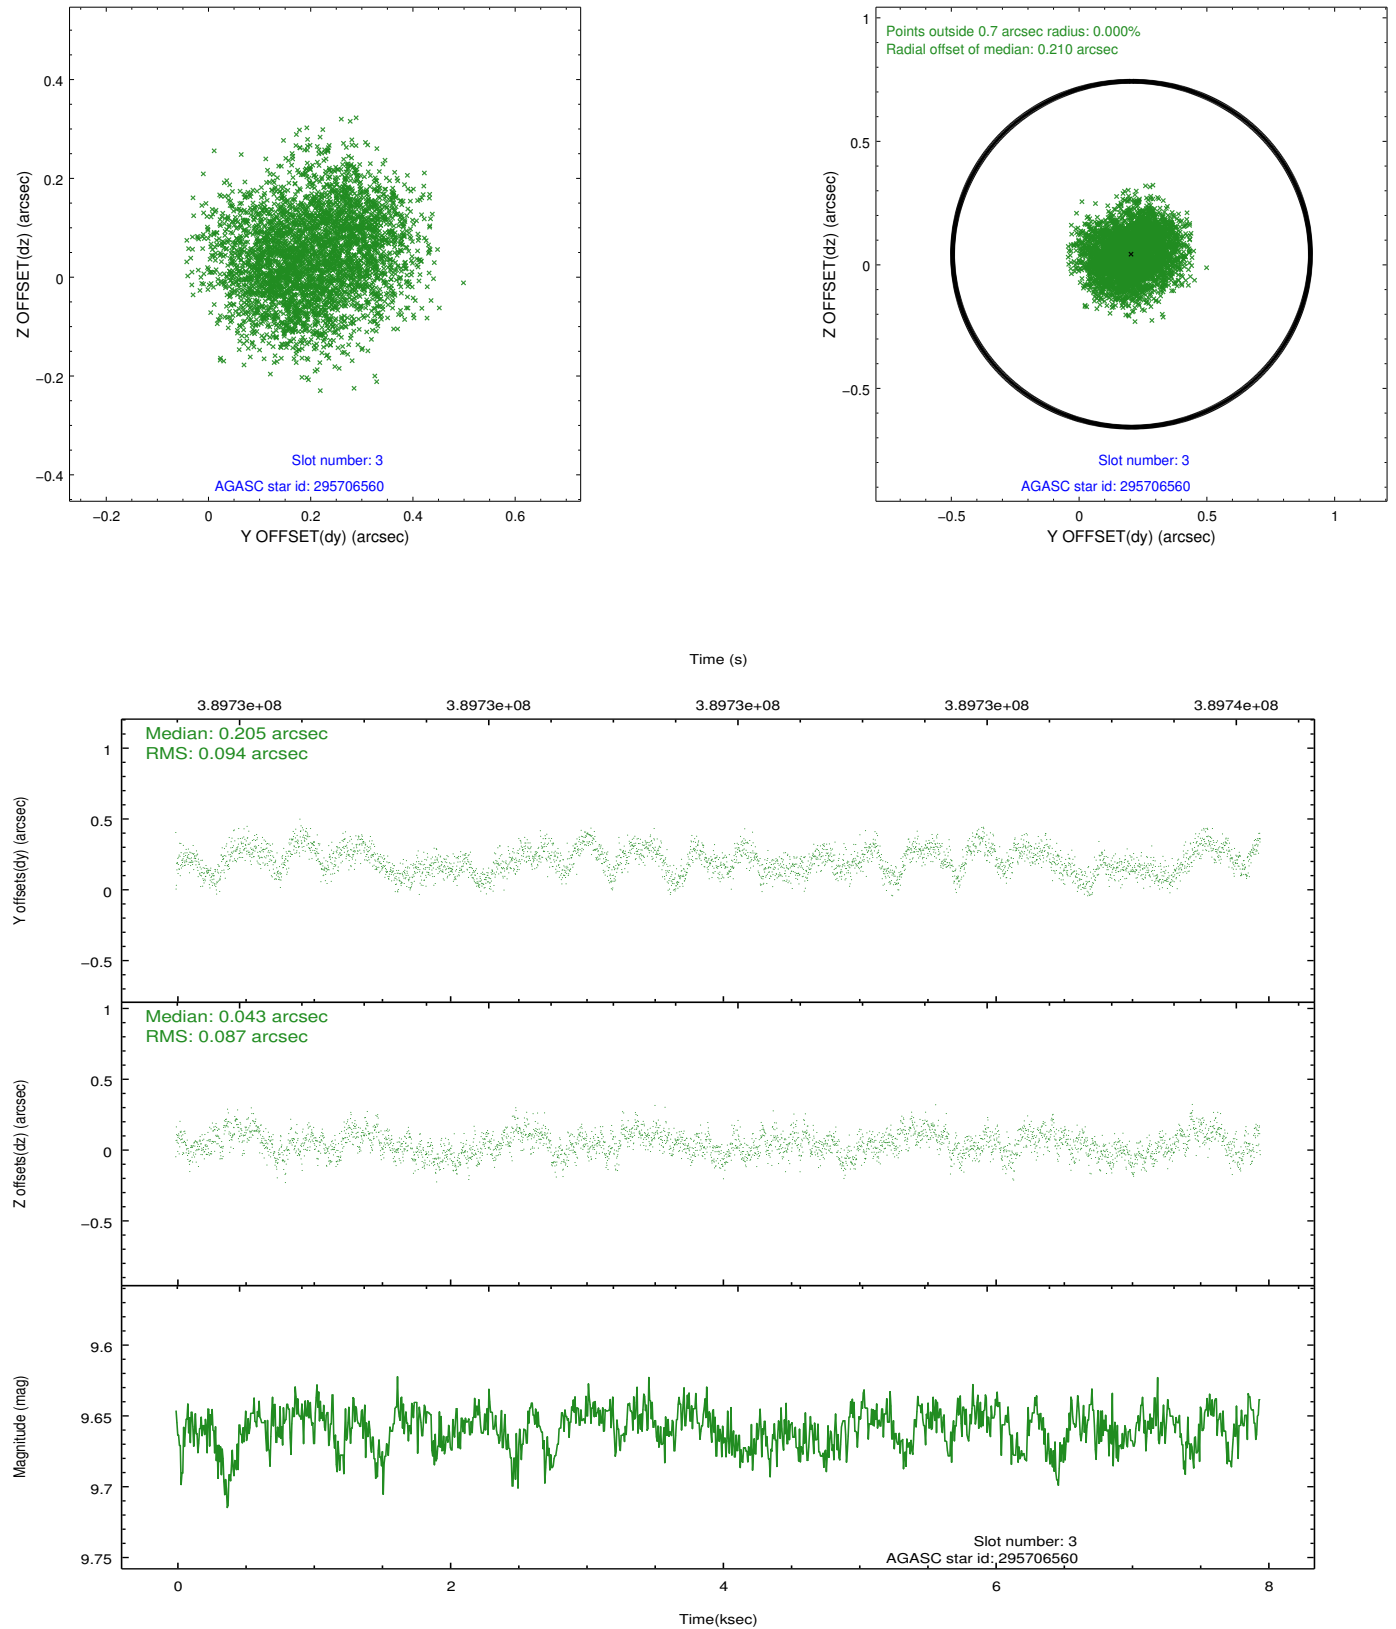 0.4
0.2
0
−0.2
−0.4
Z OFFSET(dz) (arcsec)
Slot number: 3
AGASC star id: 295706560
−0.2
0
0.2
0.4
0.6
Y OFFSET(dy) (arcsec)
Points outside 0.7 arcsec radius: 0.000%
Radial offset of median: 0.210 arcsec
1
0.5
0
−0.5
Z OFFSET(dz) (arcsec)
Slot number: 3
AGASC star id: 295706560
−0.5
0
0.5
1
Y OFFSET(dy) (arcsec)
Time (s)
3.8973e+08
3.8973e+08
3.8973e+08
3.8973e+08
3.8974e+08
Median: 0.205 arcsec
RMS: 0.094 arcsec
1
0.5
0
−0.5
Y offsets(dy) (arcsec)
Median: 0.043 arcsec
RMS: 0.087 arcsec
1
0.5
0
−0.5
Z offsets(dz) (arcsec)
9.6
9.65
9.7
9.75
Magnitude (mag)
Slot number: 3
AGASC star id: 295706560
0
2
4
6
8
Time(ksec)